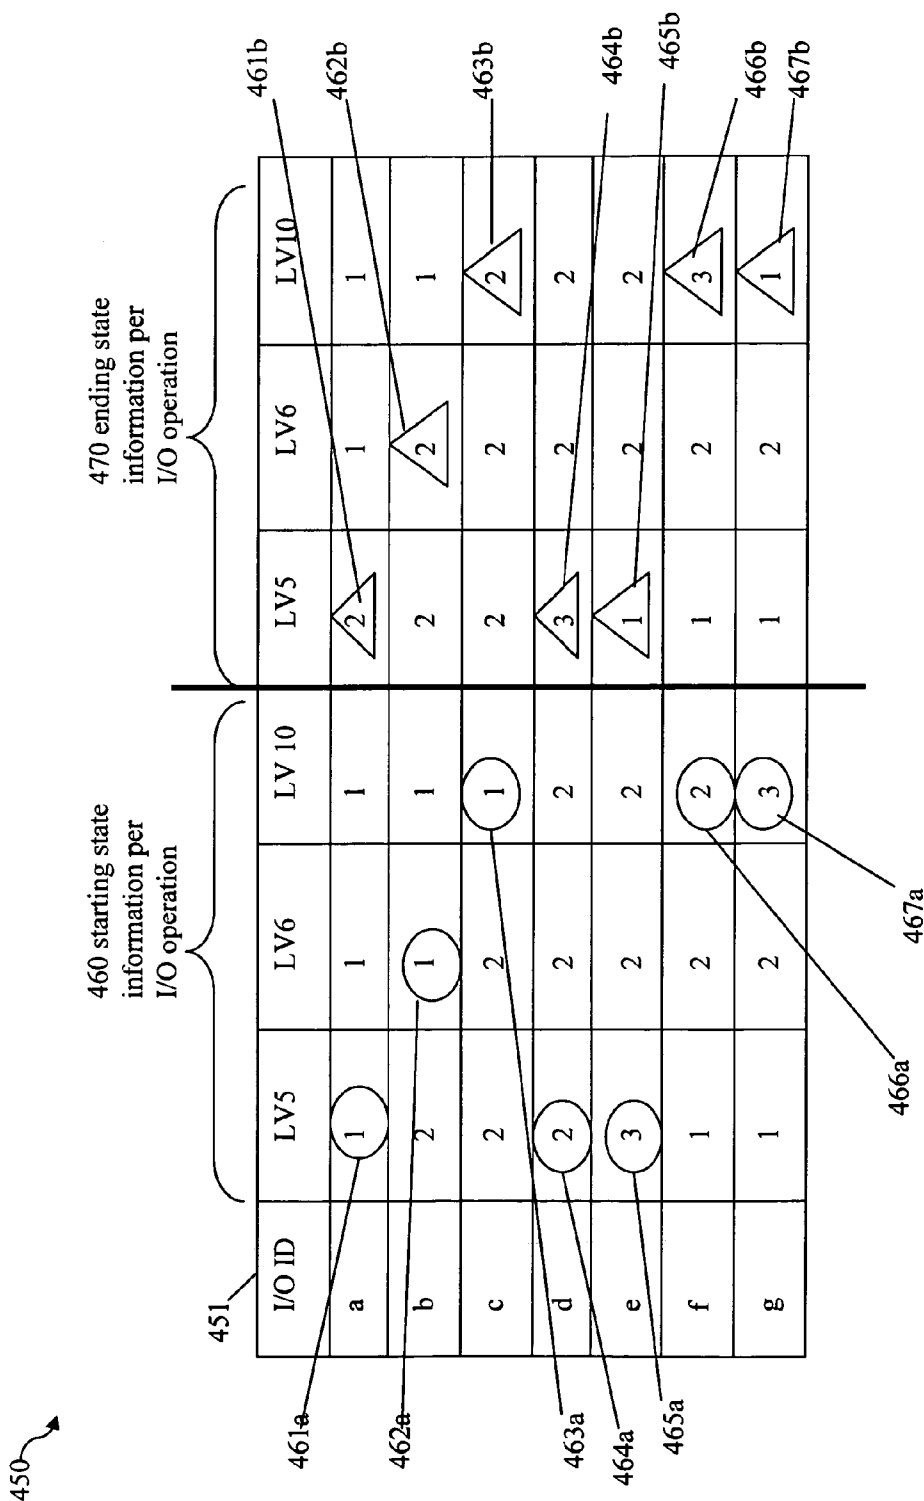 450
451
460 starting state
information per
I/O operation
470 ending state
information per
I/O operation
I/O ID LV5 LV6 LV 10 LV5 LV6 LV10
a 1 1 1 2 1 1
b 2 1 1 2 2 1
c 2 2 1 2 2 2
d 2 2 2 3 2 2
e 3 2 2 1 2 2
f 1 2 2 1 2 3
g 1 2 3 1 2 1
461a
462a
463a
464a
465a
466a
467a
461b
462b
463b
464b
465b
466b
467b